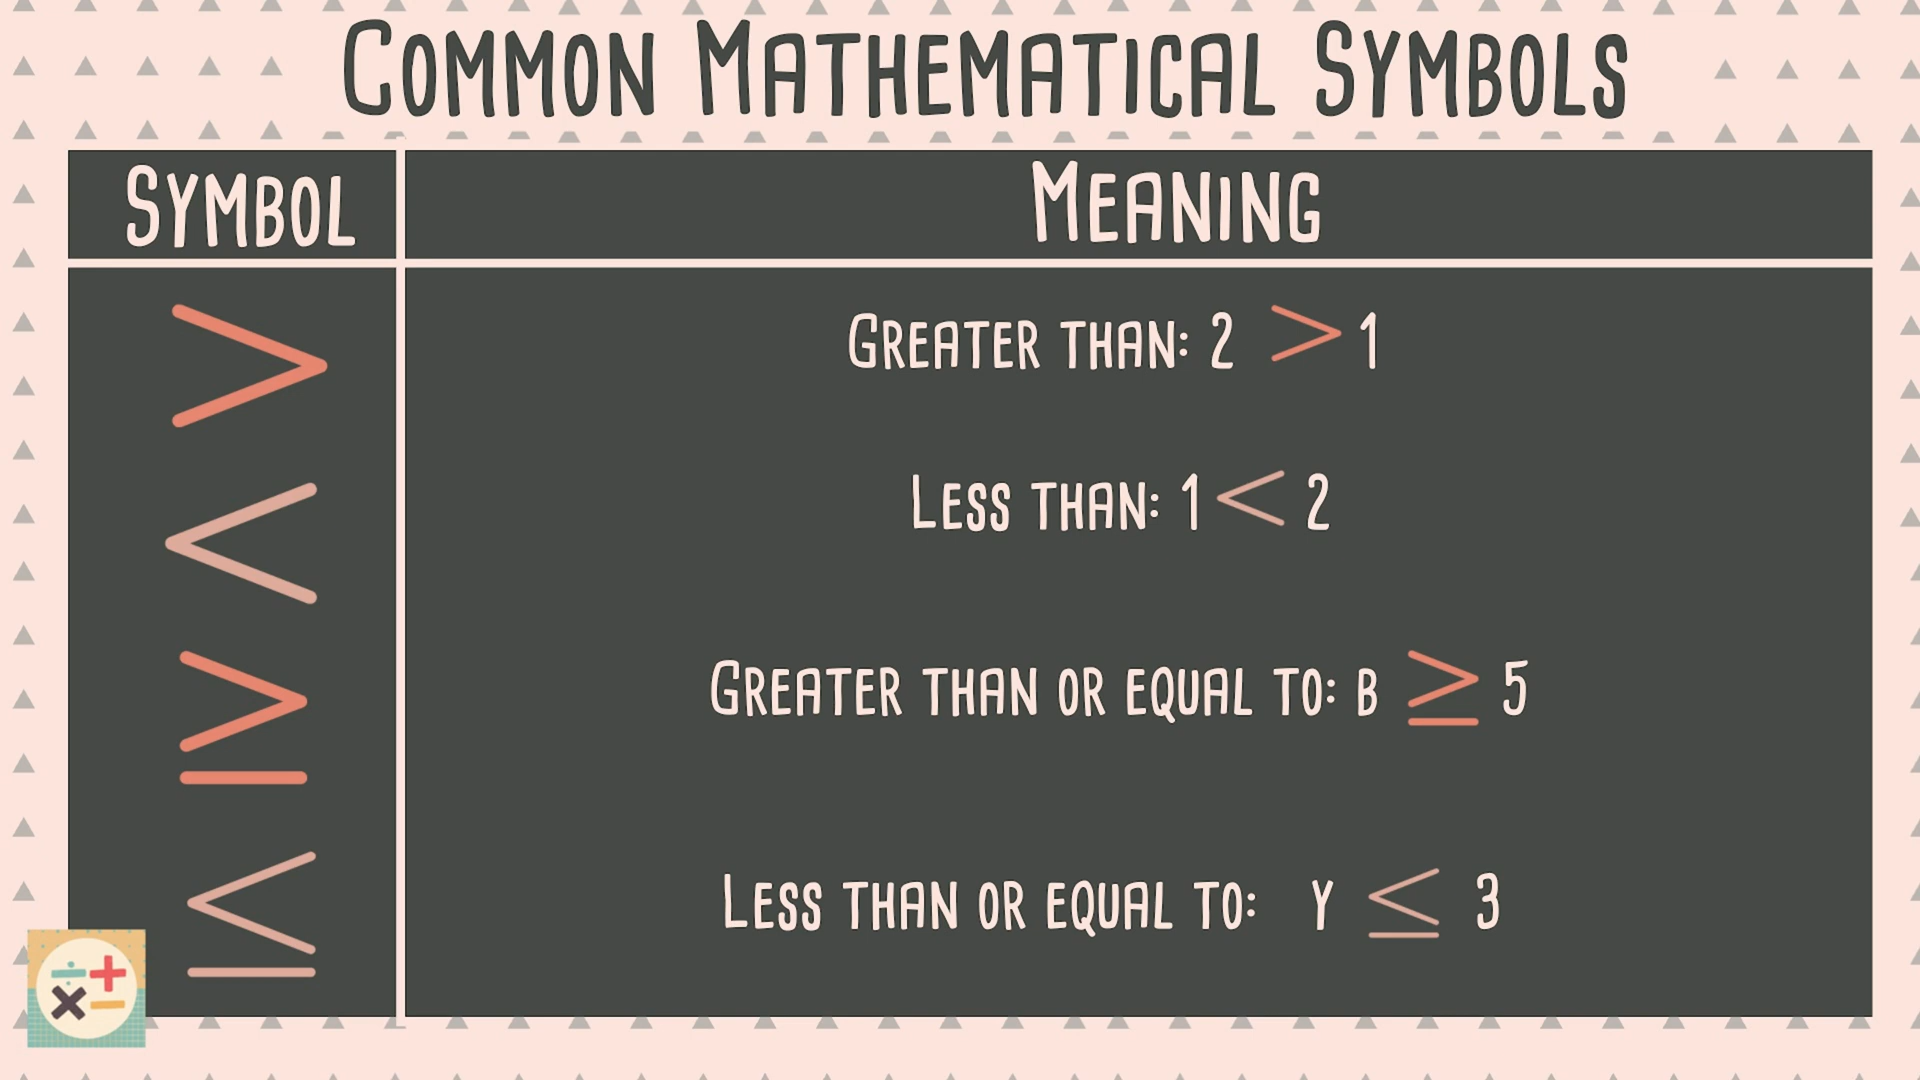 Common Mathematical Symbols
Symbol Meaning
> Greater than: 2 > 1
< Less than: 1 < 2
≥ Greater than or equal to: b ≥ 5
≤ Less than or equal to: y ≤ 3
÷ +
× −